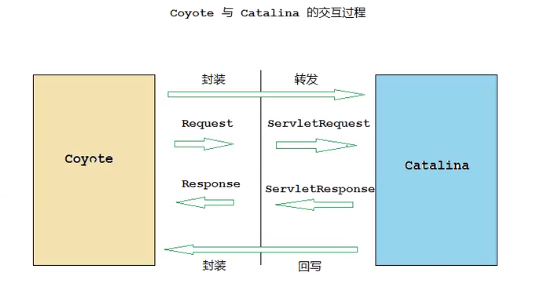 Coyote 与 Catalina 的交互过程
封装 转发
Request ServletRequest
Coyote
Catalina
Response ServletResponse
封装 回写